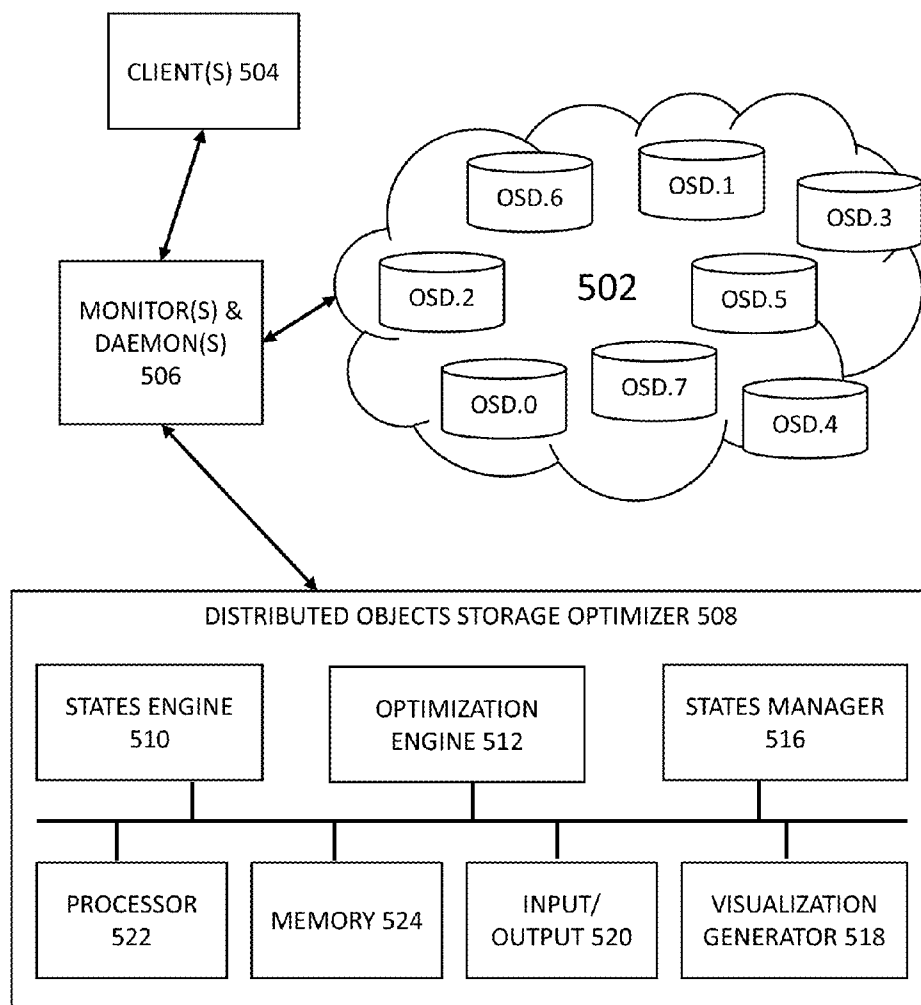 CLIENT(S) 504
OSD.6
OSD.1
OSD.3
MONITOR(S) &
DAEMON(S)
506
OSD.2
502
OSD.5
OSD.0
OSD.7
OSD.4
DISTRIBUTED OBJECTS STORAGE OPTIMIZER 508
STATES ENGINE
510
OPTIMIZATION
ENGINE 512
STATES MANAGER
516
PROCESSOR
522
MEMORY 524
INPUT/
OUTPUT 520
VISUALIZATION
GENERATOR 518